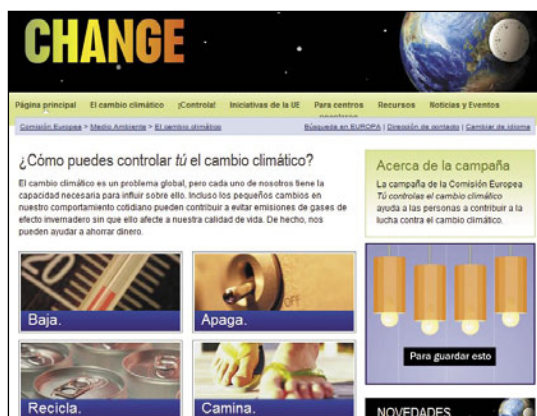 CHANGE
Página principal El cambio climático ¡Controla! Iniciativas de la UE Para centros Recursos Noticias y Eventos
Comisión Europea > Medio Ambiente > El cambio climático Búsqueda en EUROPA | Dirección de contacto | Cambiar de idioma
¿Cómo puedes controlar tú el cambio climático?
El cambio climático es un problema global, pero cada uno de nosotros tiene la
capacidad necesaria para influir sobre ello. Incluso los pequeños cambios en
nuestro comportamiento cotidiano pueden contribuir a evitar emisiones de gases de
efecto invernadero sin que ello afecte a nuestra calidad de vida. De hecho, nos
pueden ayudar a ahorrar dinero.
Baja.
OFF
Apaga.
Recicla.
Camina.
Acerca de la campaña
La campaña de la Comisión Europea
Tú controlas el cambio climático
ayuda a las personas a contribuir a la
lucha contra el cambio climático.
Para guardar esto
NOVEDADES